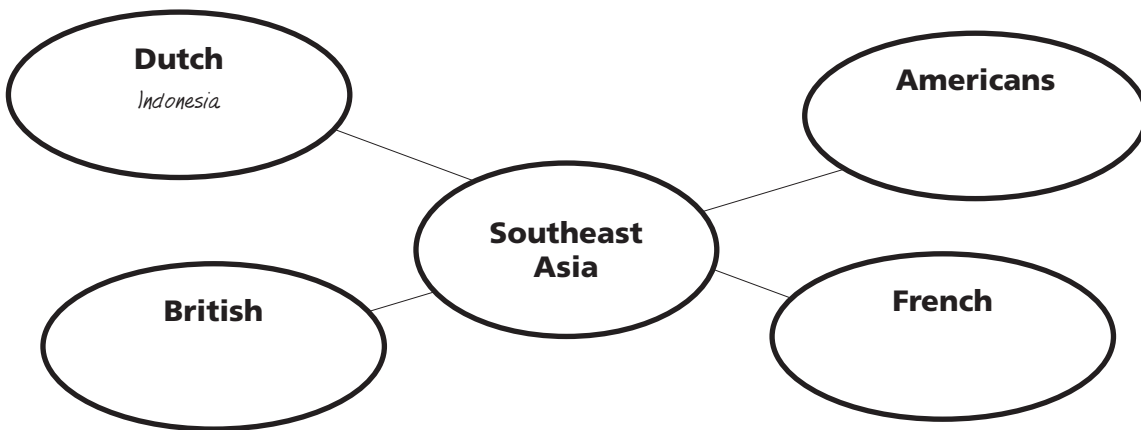 Dutch
Indonesia
Americans
Southeast
Asia
British
French